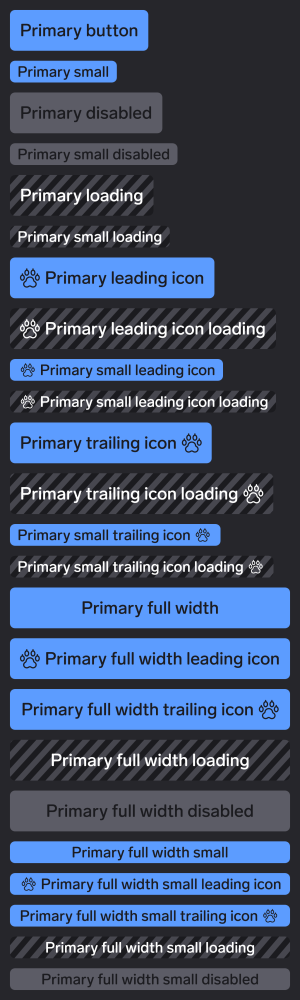 Primary button
Primary small
Primary disabled
Primary small disabled
Primary loading
Primary small loading
Primary leading icon
Primary leading icon loading
Primary small leading icon
Primary small leading icon loading
Primary trailing icon
Primary trailing icon loading
Primary small trailing icon
Primary small trailing icon loading
Primary full width
Primary full width leading icon
Primary full width trailing icon
Primary full width loading
Primary full width disabled
Primary full width small
Primary full width small leading icon
Primary full width small trailing icon
Primary full width small loading
Primary full width small disabled